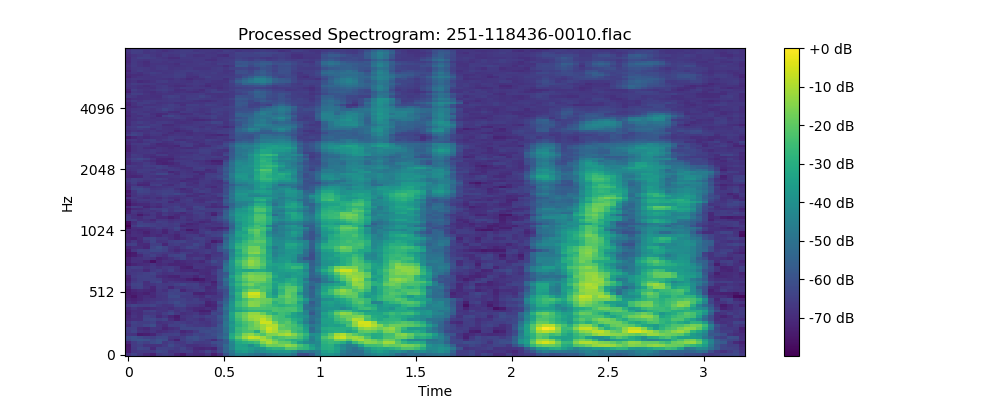 Processed Spectrogram: 251-118436-0010.flac
Hz
4096
2048
1024
512
0
0
0.5
1
1.5
2
2.5
3
Time
+0 dB
-10 dB
-20 dB
-30 dB
-40 dB
-50 dB
-60 dB
-70 dB